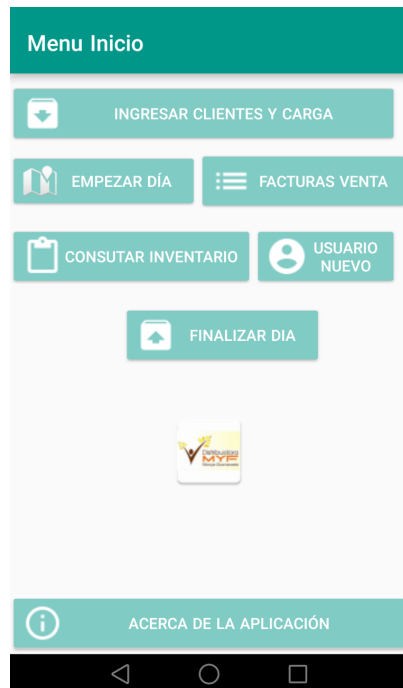 Menu Inicio
INGRESAR CLIENTES Y CARGA
EMPEZAR DÍA
FACTURAS VENTA
CONSUTAR INVENTARIO
USUARIO
NUEVO
FINALIZAR DIA
Distribuidora
MYF
ACERCA DE LA APLICACIÓN